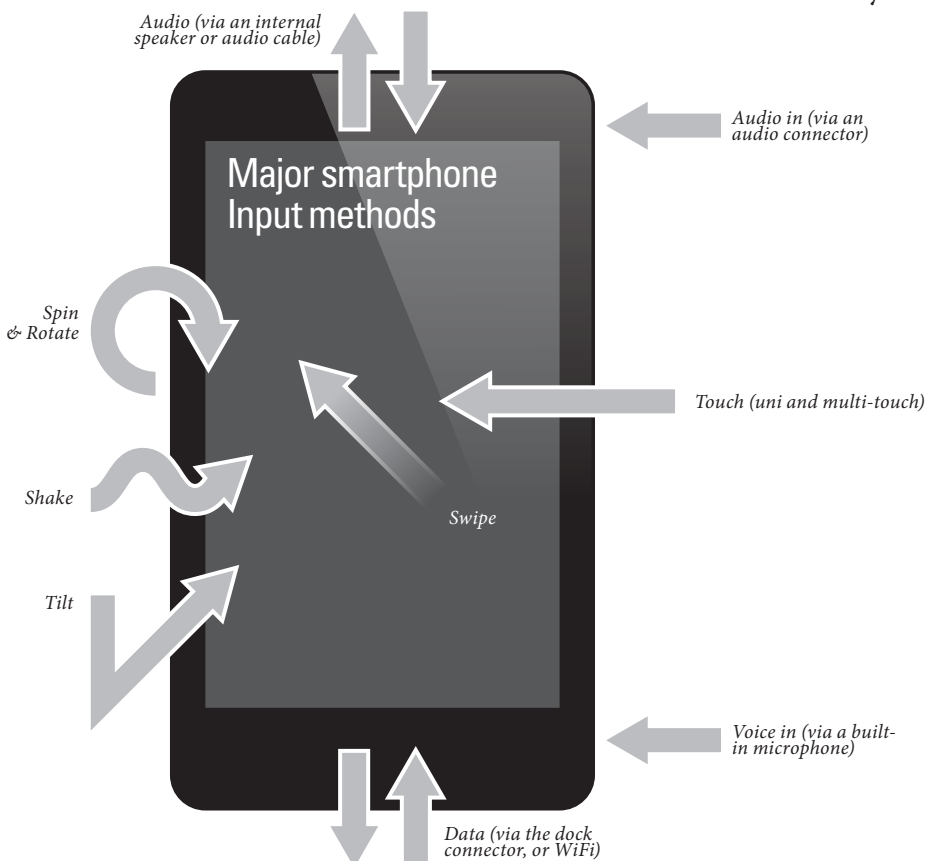 Audio (via an internal
speaker or audio cable)
Audio in (via an
audio connector)
Major smartphone
Input methods
Spin
& Rotate
Touch (uni and multi-touch)
Shake
Swipe
Tilt
Voice in (via a built-
in microphone)
Data (via the dock
connector, or WiFi)